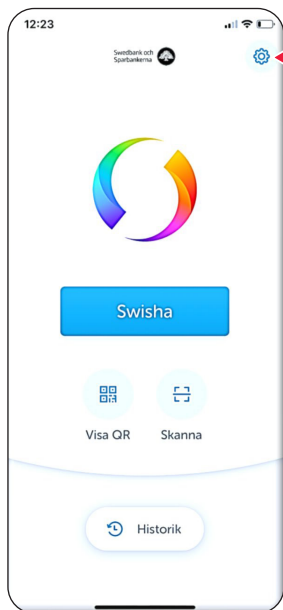 12:23
Swedbank och
Sparbankerna
Swisha
Visa QR
Skanna
Historik